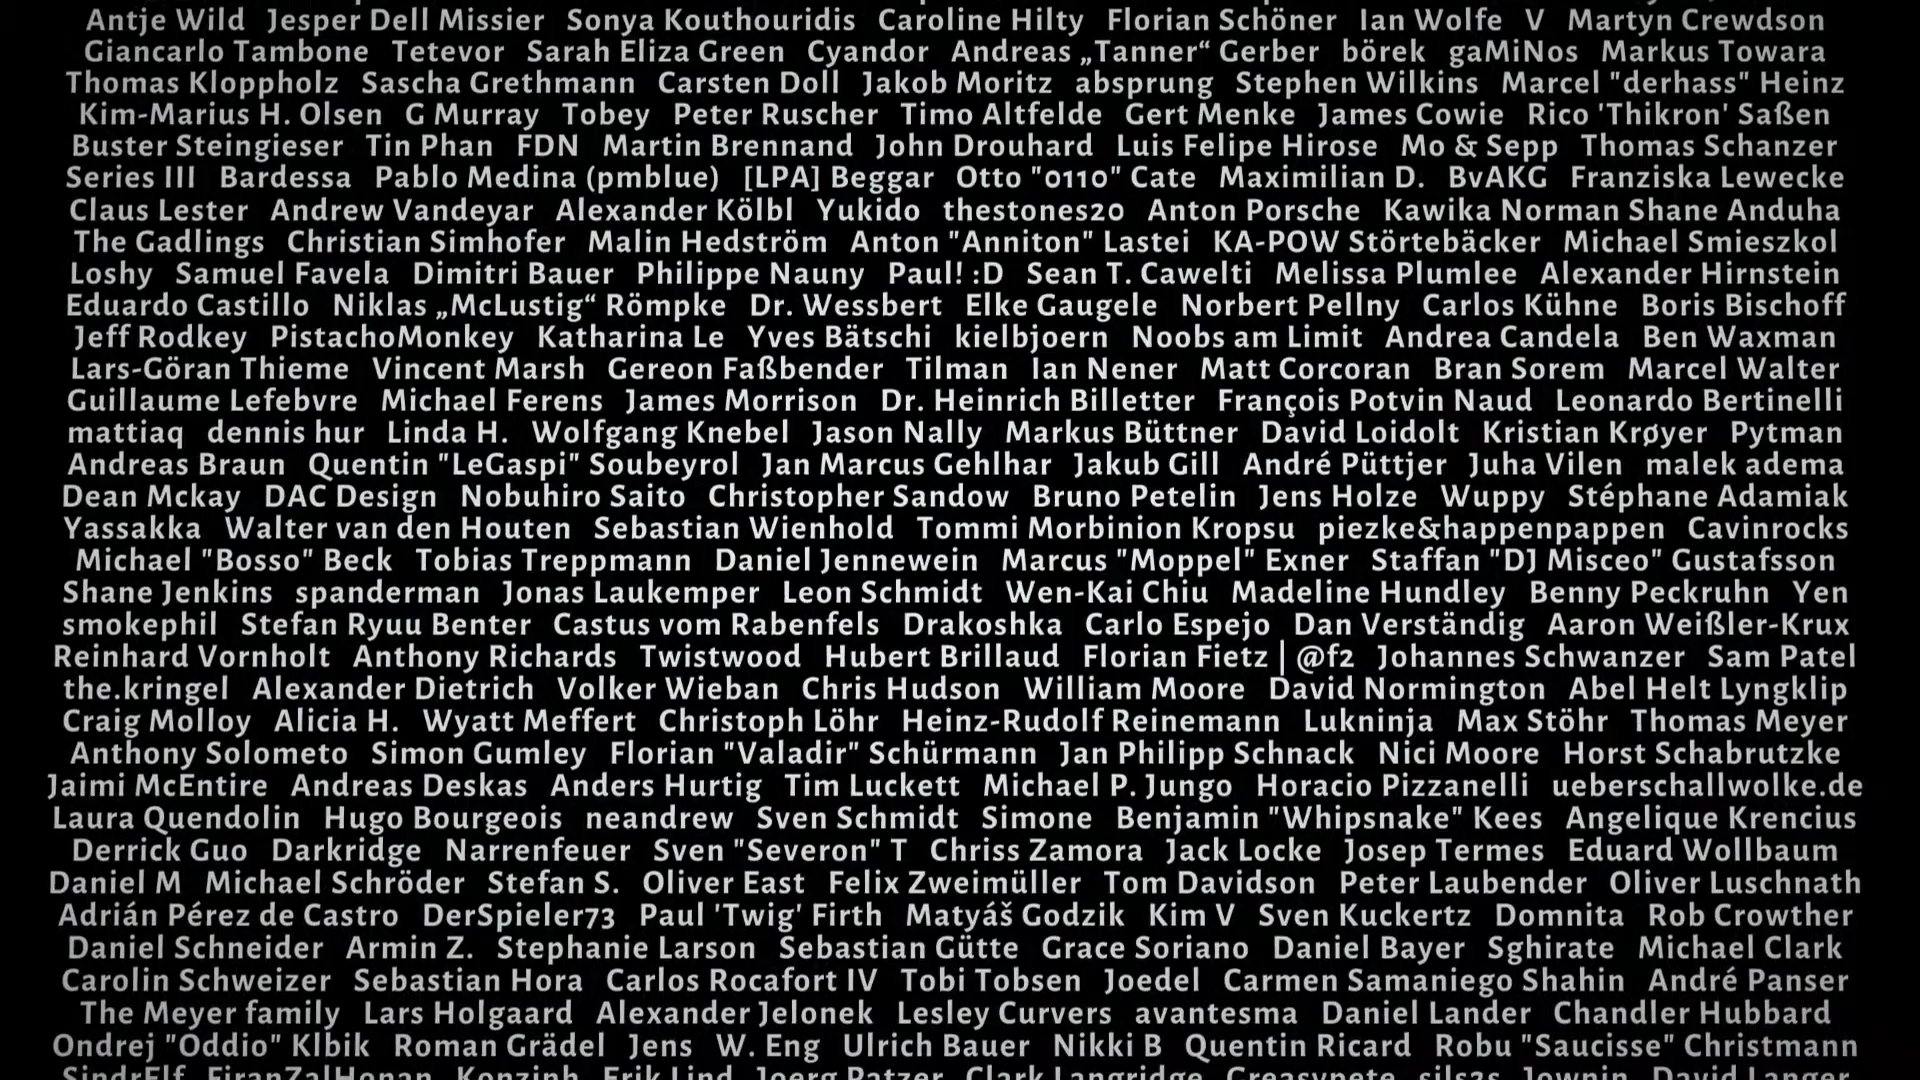 Antje Wild Jesper Dell Missier Sonya Kouthouridis Caroline Hilty Florian Schöner Ian Wolfe V Martyn Crewdson
Giancarlo Tambone Tetevor Sarah Eliza Green Cyandor Andreas „Tanner“ Gerber börek gaMiNos Markus Towara
Thomas Kloppholz Sascha Grethmann Carsten Doll Jakob Moritz absprung Stephen Wilkins Marcel "derhass" Heinz
Kim-Marius H. Olsen G Murray Tobey Peter Ruscher Timo Altfelde Gert Menke James Cowie Rico 'Thikron' Saßen
Buster Steingieser Tin Phan FDN Martin Brennand John Drouhard Luis Felipe Hirose Mo & Sepp Thomas Schanzer
Series III Bardessa Pablo Medina (pmblue) [LPA] Beggar Otto "0110" Cate Maximilian D. BvAKG Franziska Lewecke
Claus Lester Andrew Vandeyar Alexander Kölbl Yukido thestones20 Anton Porsche Kawika Norman Shane Anduha
The Gadlings Christian Simhofer Malin Hedström Anton "Anniton" Lastei KA-POW Störtebäcker Michael Smieszkol
Loshy Samuel Favela Dimitri Bauer Philippe Nauny Paul! :D Sean T. Cawelti Melissa Plumlee Alexander Hirnstein
Eduardo Castillo Niklas „McLustig“ Römpke Dr. Wessbert Elke Gaugele Norbert Pellny Carlos Kühne Boris Bischoff
Jeff Rodkey PistachoMonkey Katharina Le Yves Bätschi kielbjoern Noobs am Limit Andrea Candela Ben Waxman
Lars-Göran Thieme Vincent Marsh Gereon Faßbender Tilman Ian Nener Matt Corcoran Bran Sorem Marcel Walter
Guillaume Lefebvre Michael Ferens James Morrison Dr. Heinrich Billetter François Potvin Naud Leonardo Bertinelli
mattiaq dennis hur Linda H. Wolfgang Knebel Jason Nally Markus Büttner David Loidolt Kristian Krøyer Pytman
Andreas Braun Quentin "LeGaspi" Soubeyrol Jan Marcus Gehlhar Jakub Gill André Püttjer Juha Vilen malek adema
Dean Mckay DAC Design Nobuhiro Saito Christopher Sandow Bruno Petelin Jens Holze Wuppy Stéphane Adamiak
Yassakka Walter van den Houten Sebastian Wienhold Tommi Morbinion Kropsu piezke&happenpappen Cavinrocks
Michael "Bosso" Beck Tobias Treppmann Daniel Jennewein Marcus "Moppel" Exner Staffan "DJ Misceo" Gustafsson
Shane Jenkins spanderman Jonas Laukemper Leon Schmidt Wen-Kai Chiu Madeline Hundley Benny Peckruhn Yen
smokephil Stefan Ryuu Benter Castus vom Rabenfels Drakoshka Carlo Espejo Dan Verständig Aaron Weißler-Krux
Reinhard Vornholt Anthony Richards Twistwood Hubert Brillaud Florian Fietz | @f2 Johannes Schwanzer Sam Patel
the.kringel Alexander Dietrich Volker Wieban Chris Hudson William Moore David Normington Abel Helt Lyngklip
Craig Molloy Alicia H. Wyatt Meffert Christoph Löhr Heinz-Rudolf Reinemann Lukninja Max Stöhr Thomas Meyer
Anthony Solometo Simon Gumley Florian "Valadir" Schürmann Jan Philipp Schnack Nici Moore Horst Schabrutzke
Jaimi McEntire Andreas Deskas Anders Hurtig Tim Luckett Michael P. Jungo Horacio Pizzanelli ueberschallwolke.de
Laura Quendolin Hugo Bourgeois neandrew Sven Schmidt Simone Benjamin "Whipsnake" Kees Angelique Krencius
Derrick Guo Darkridge Narrenfeuer Sven "Severon" T Chriss Zamora Jack Locke Josep Termes Eduard Wollbaum
Daniel M Michael Schröder Stefan S. Oliver East Felix Zweimüller Tom Davidson Peter Laubender Oliver Luschnath
Adrián Pérez de Castro DerSpieler73 Paul 'Twig' Firth Matyáš Godzik Kim V Sven Kuckertz Domnita Rob Crowther
Daniel Schneider Armin Z. Stephanie Larson Sebastian Gütte Grace Soriano Daniel Bayer Sghirate Michael Clark
Carolin Schweizer Sebastian Hora Carlos Rocafort IV Tobi Tobsen Joedel Carmen Samaniego Shahin André Panser
The Meyer family Lars Holgaard Alexander Jelonek Lesley Curvers avantesma Daniel Lander Chandler Hubbard
Ondrej "Oddio" Klbik Roman Grädel Jens W. Eng Ulrich Bauer Nikki B Quentin Ricard Robu "Saucisse" Christmann
SindrElf Erik Lind Joerg Clark Langridge David Langer